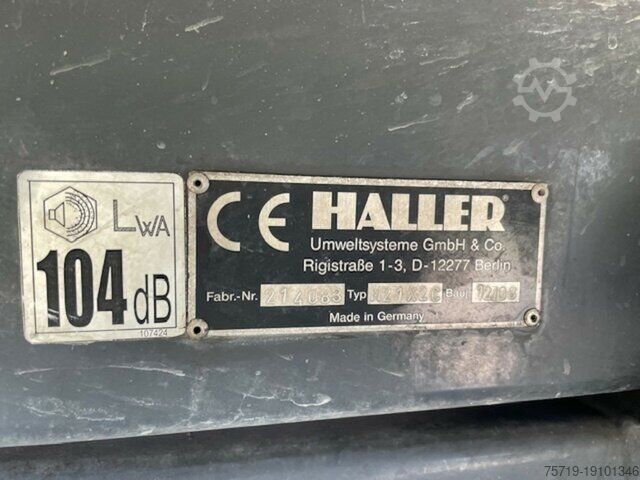 LWA
104 dB
107424
CE HALLER
Umweltsysteme GmbH & Co.
Rigistraße 1-3, D-12277 Berlin
Fabr.-Nr. Typ Bauj.
Made in Germany
75719-19101346